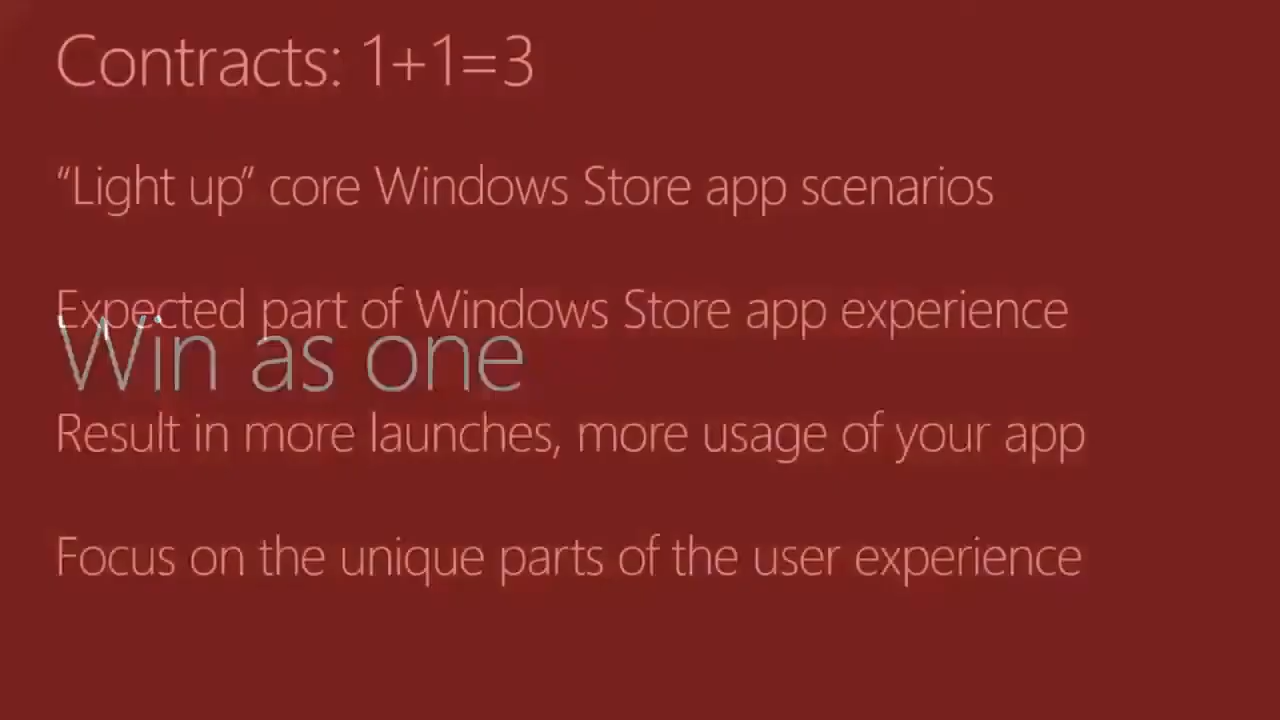 Contracts: 1+1=3
“Light up” core Windows Store app scenarios
Expected part of Windows Store app experience
Win as one
Result in more launches, more usage of your app
Focus on the unique parts of the user experience